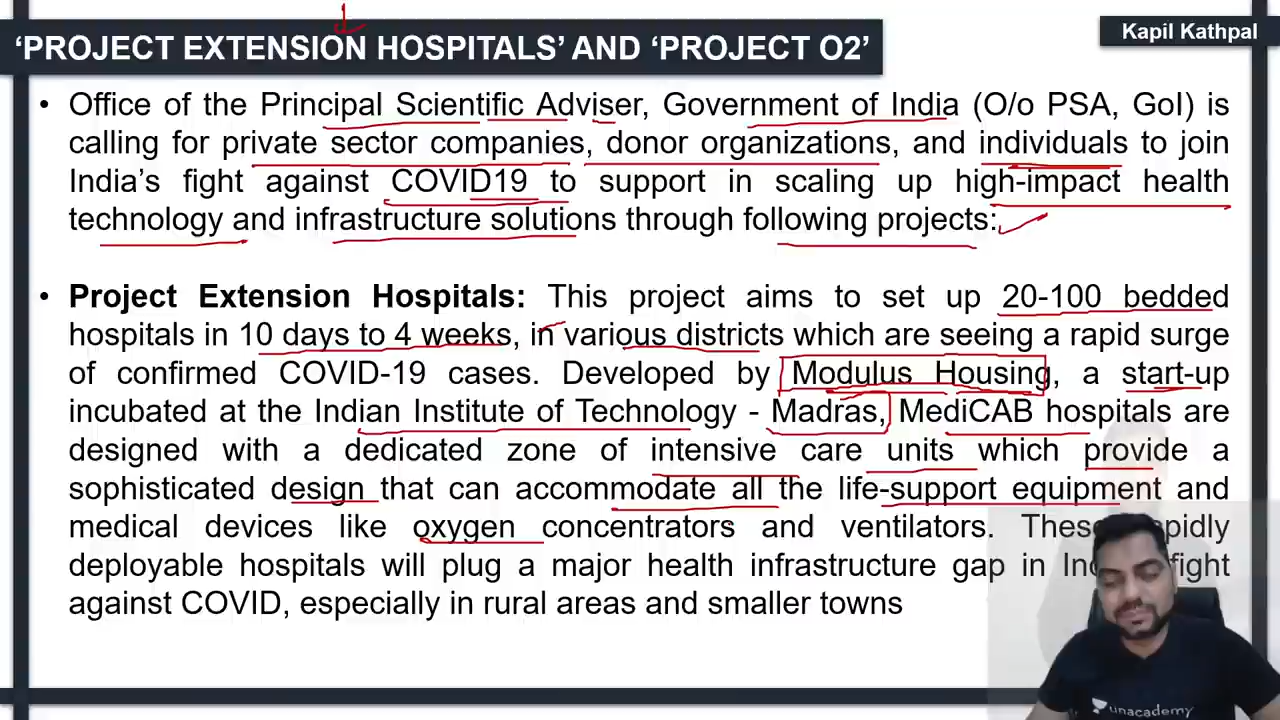 ‘PROJECT EXTENSION HOSPITALS’ AND ‘PROJECT O2’
Kapil Kathpal
• Office of the Principal Scientific Adviser, Government of India (O/o PSA, GoI) is
calling for private sector companies, donor organizations, and individuals to join
India’s fight against COVID19 to support in scaling up high-impact health
technology and infrastructure solutions through following projects:
• Project Extension Hospitals: This project aims to set up 20-100 bedded
hospitals in 10 days to 4 weeks, in various districts which are seeing a rapid surge
of confirmed COVID-19 cases. Developed by Modulus Housing, a start-up
incubated at the Indian Institute of Technology - Madras, MediCAB hospitals are
designed with a dedicated zone of intensive care units which provide a
sophisticated design that can accommodate all the life-support equipment and
medical devices like oxygen concentrators and ventilators. These rapidly
deployable hospitals will plug a major health infrastructure gap in fight
against COVID, especially in rural areas and smaller towns
unacademy